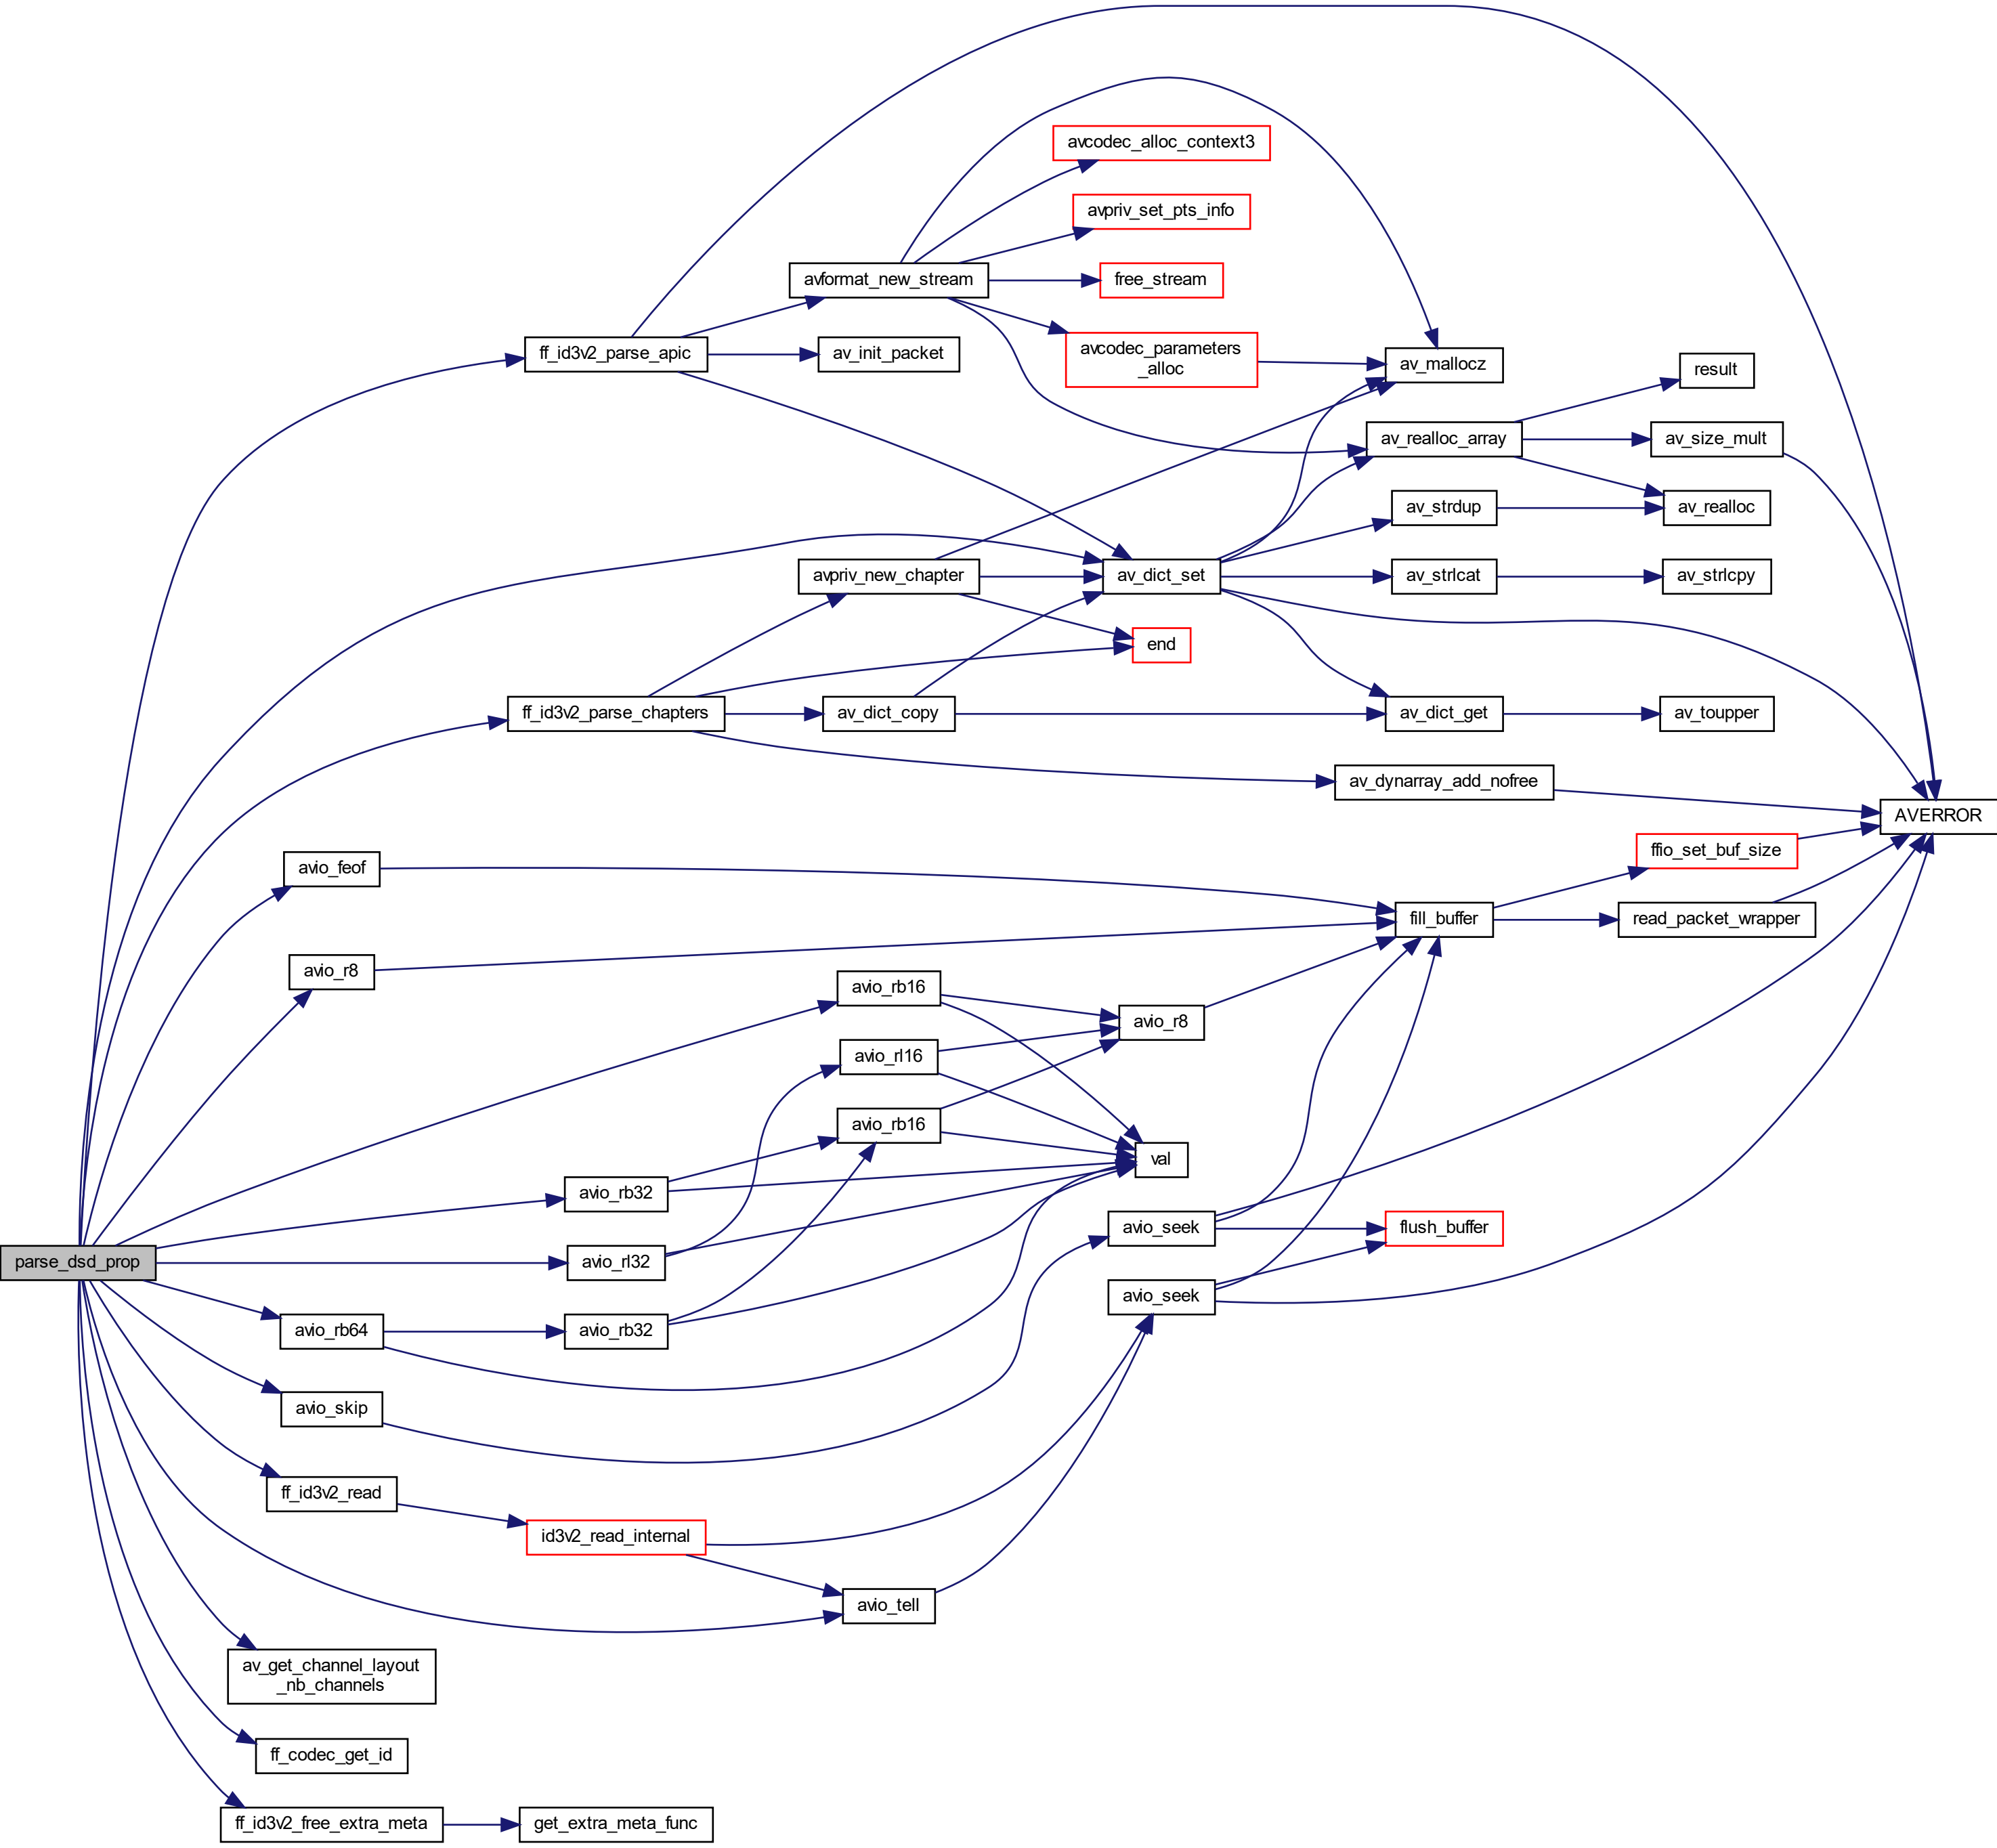 avcodec_alloc_context3
avpriv_set_pts_info
avformat_new_stream
free_stream
ff_id3v2_parse_apic
av_init_packet
avcodec_parameters
_alloc
av_mallocz
result
av_realloc_array
av_size_mult
av_strdup
av_realloc
avpriv_new_chapter
av_dict_set
av_strlcat
av_strlcpy
end
ff_id3v2_parse_chapters
av_dict_copy
av_dict_get
av_toupper
av_dynarray_add_nofree
AVERROR
avio_feof
ffio_set_buf_size
fill_buffer
read_packet_wrapper
avio_r8
avio_rb16
avio_r8
avio_rl16
avio_rb16
val
avio_rb32
avio_seek
flush_buffer
parse_dsd_prop
avio_rl32
avio_seek
avio_rb64
avio_rb32
avio_skip
ff_id3v2_read
id3v2_read_internal
avio_tell
av_get_channel_layout
_nb_channels
ff_codec_get_id
ff_id3v2_free_extra_meta
get_extra_meta_func